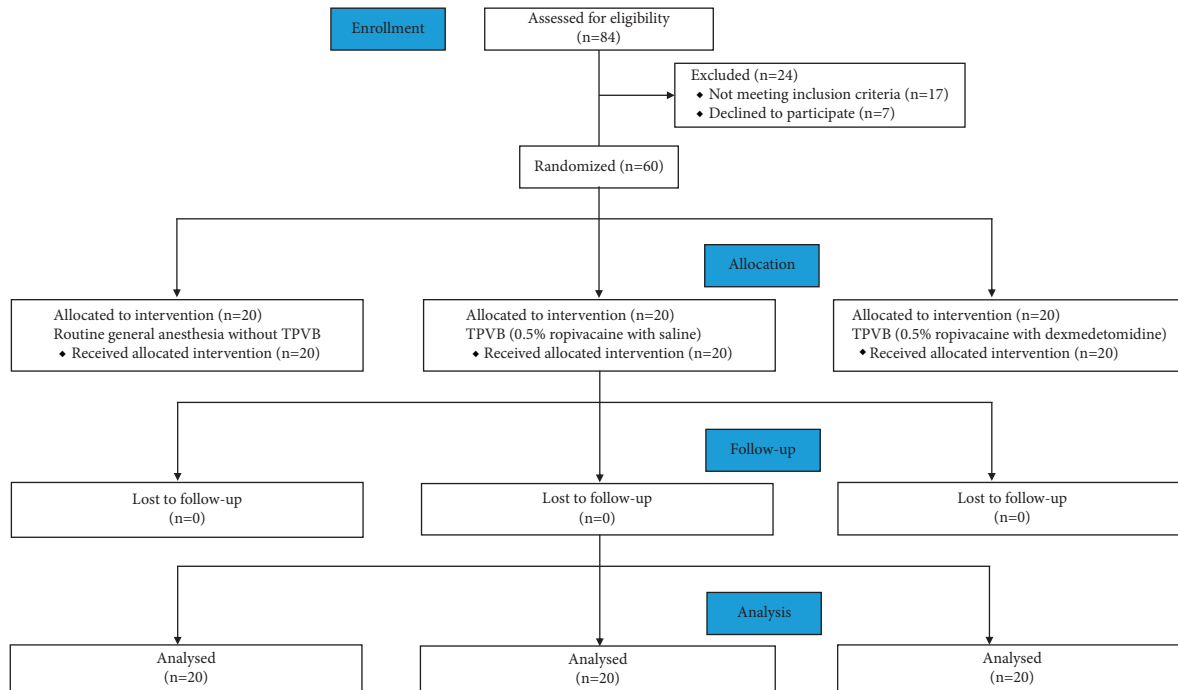 Enrollment
Assessed for eligibility
(n=84)
Excluded (n=24)
◆ Not meeting inclusion criteria (n=17)
◆ Declined to participate (n=7)
Randomized (n=60)
Allocation
Allocated to intervention (n=20)
Routine general anesthesia without TPVB
◆ Received allocated intervention (n=20)
Allocated to intervention (n=20)
TPVB (0.5% ropivacaine with saline)
◆ Received allocated intervention (n=20)
Allocated to intervention (n=20)
TPVB (0.5% ropivacaine with dexmedetomidine)
◆ Received allocated intervention (n=20)
Follow-up
Lost to follow-up
(n=0)
Lost to follow-up
(n=0)
Lost to follow-up
(n=0)
Analysis
Analysed
(n=20)
Analysed
(n=20)
Analysed
(n=20)